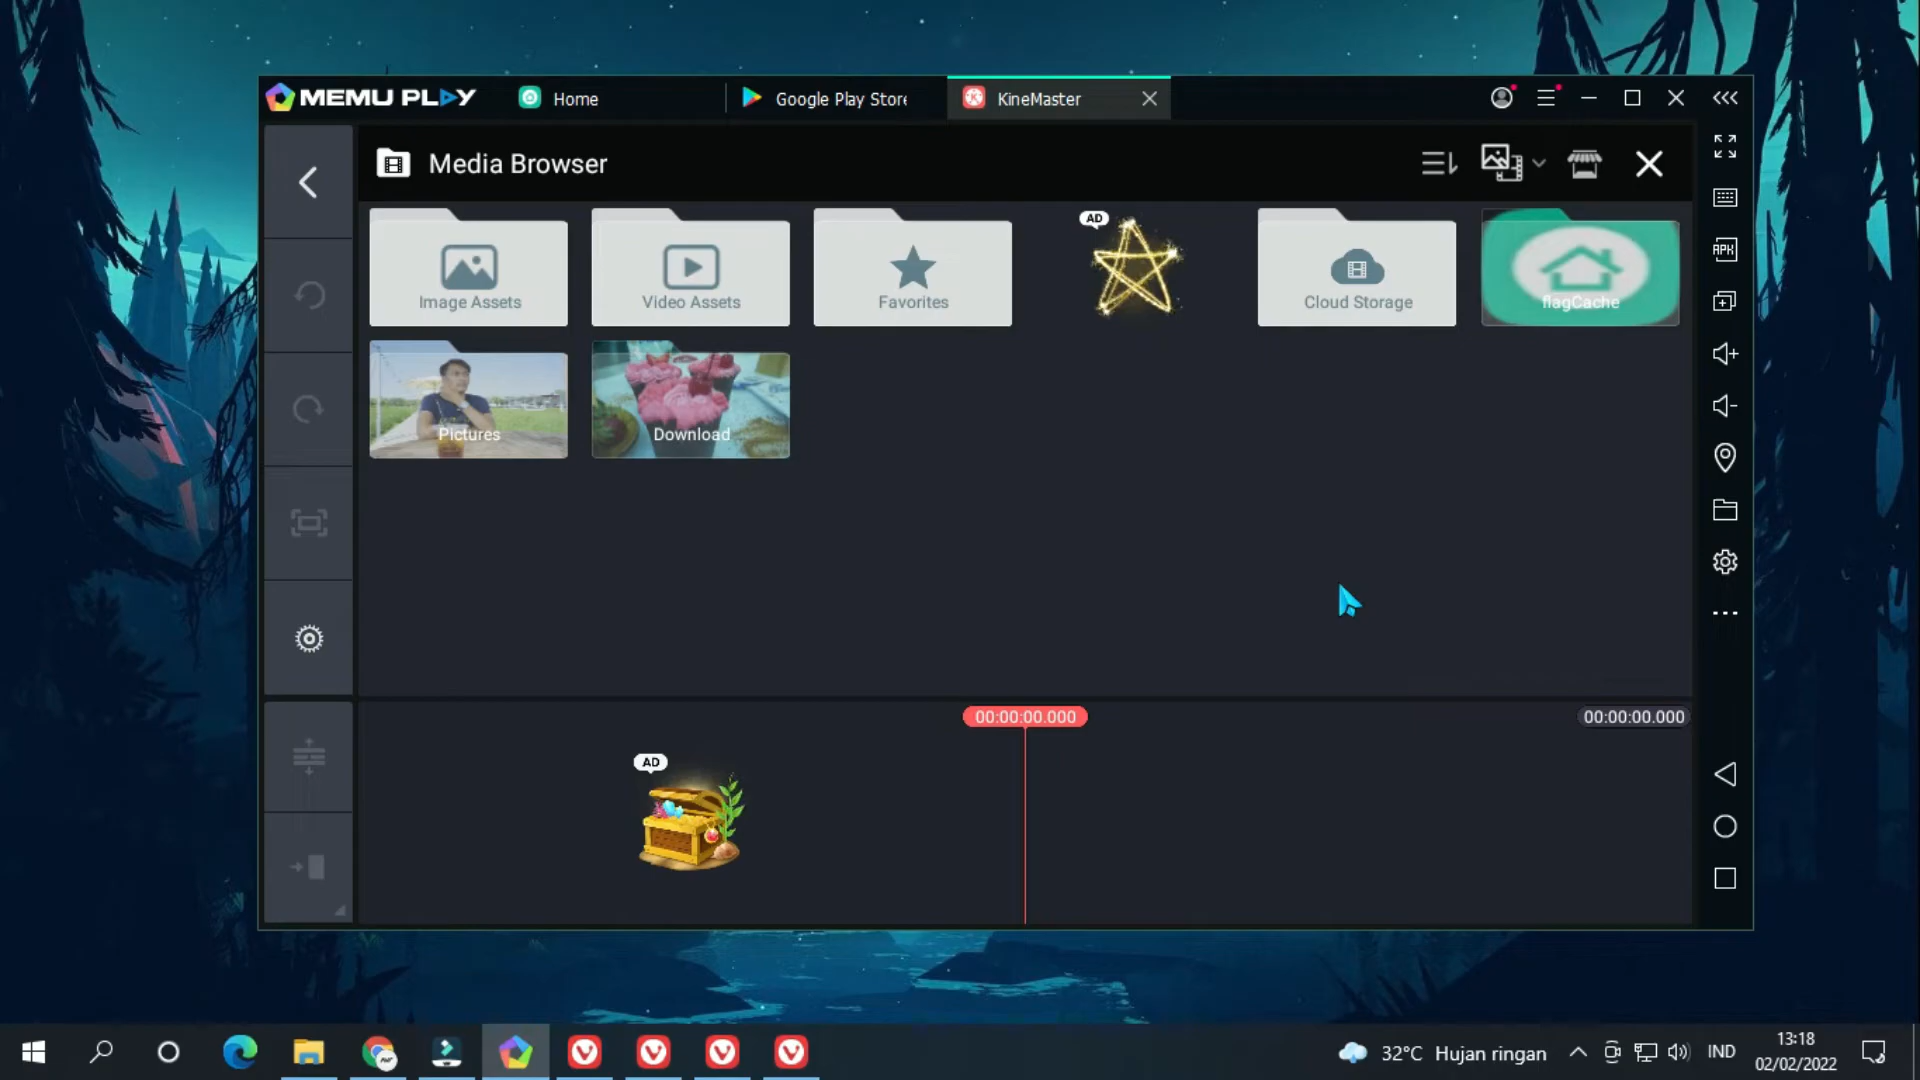 MEMU PLAY
Home
Google Play Store
KineMaster
Media Browser
APK
Image Assets
Video Assets
Favorites
AD
Cloud Storage
flagCache
Pictures
Download
00:00:00.000
00:00:00.000
AD
32°C Hujan ringan
IND
13:18
02/02/2022